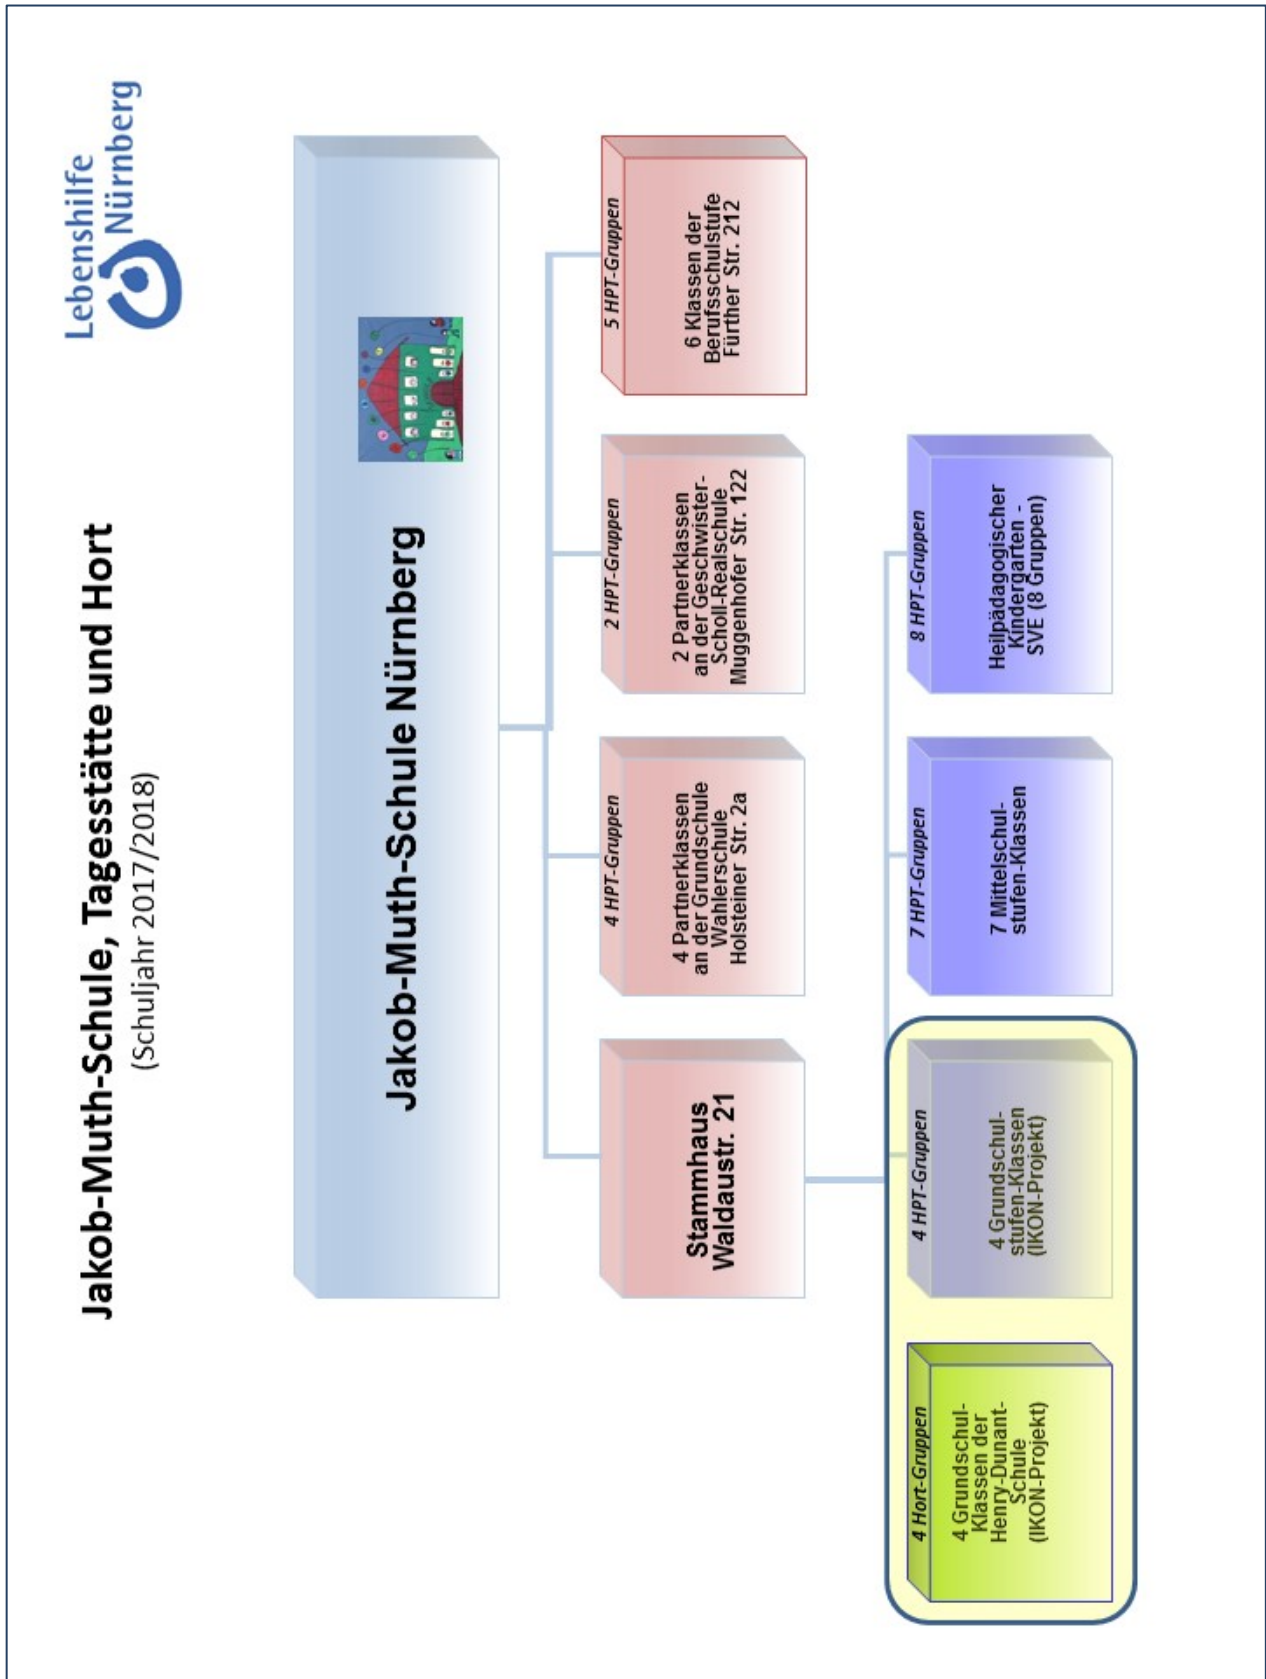 Jakob-Muth-Schule, Tagesstätte und Hort
(Schuljahr 2017/2018)
Lebenshilfe
Nürnberg
Jakob-Muth-Schule Nürnberg
Stammhaus
Waldaustr. 21
4 HPT-Gruppen
4 Partnerklassen
an der Grundschule
Wahlerschule
Holsteiner Str. 2a
2 HPT-Gruppen
2 Partnerklassen
an der Geschwister-
Scholl-Realschule
Muggenhofer Str. 122
5 HPT-Gruppen
6 Klassen der
Berufsschulstufe
Fürther Str. 212
4 Hort-Gruppen
4 Grundschul-
Klassen der
Henry-Dunant-
Schule
(IKON-Projekt)
4 HPT-Gruppen
4 Grundschul-
stufen-Klassen
(IKON-Projekt)
7 HPT-Gruppen
7 Mittelschul-
stufen-Klassen
8 HPT-Gruppen
Heilpädagogischer
Kindergarten -
SVE (8 Gruppen)